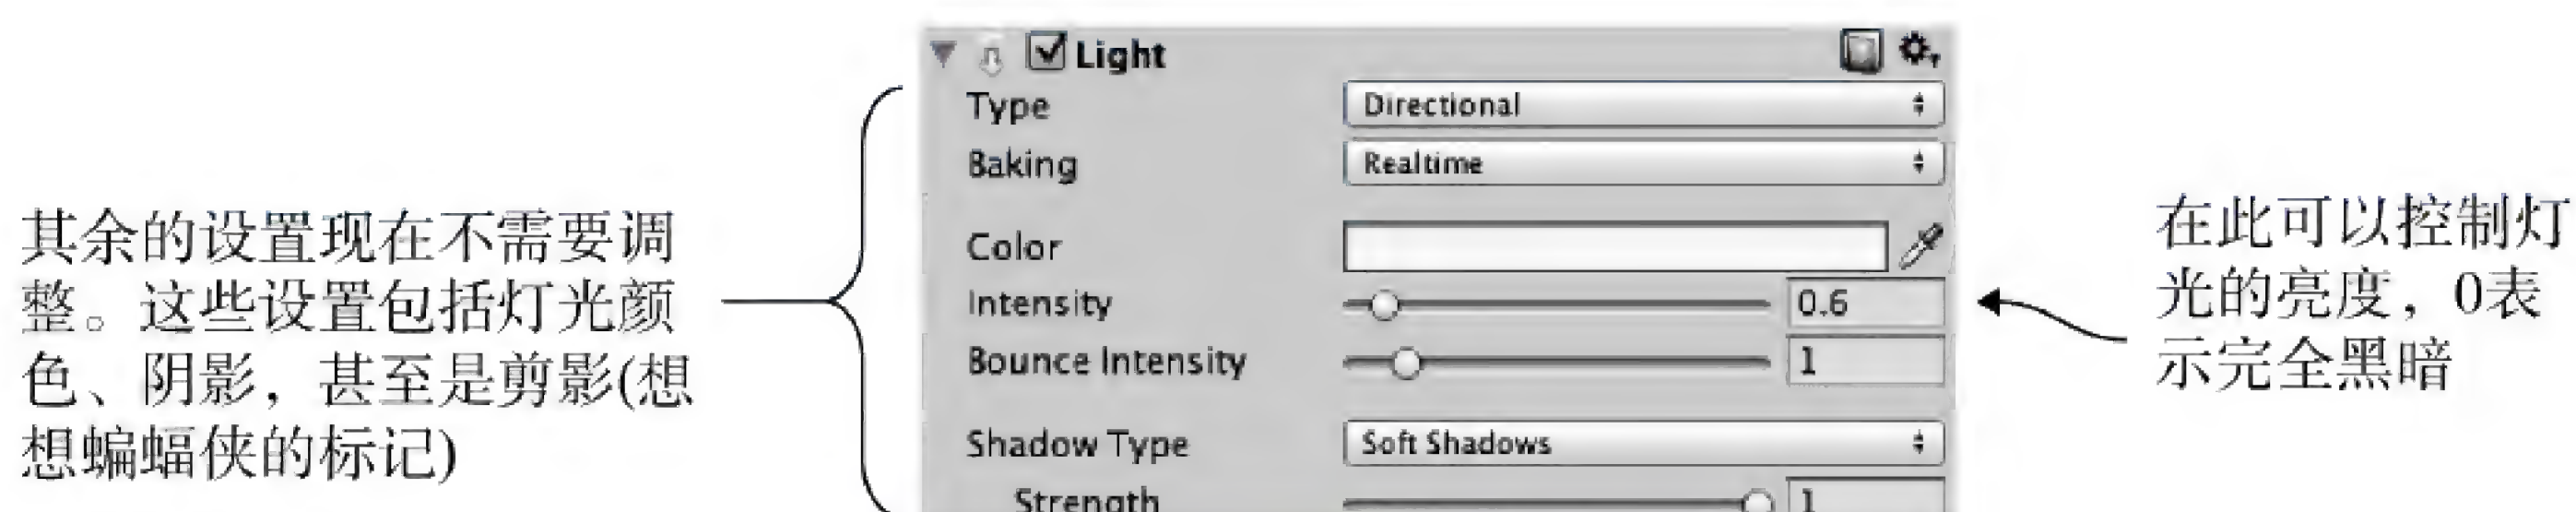 Light
Type Directional
Baking Realtime
Color
Intensity 0.6
Bounce Intensity 1
Shadow Type Soft Shadows
Strength 1
其余的设置现在不需要调
整。这些设置包括灯光颜
色、阴影，甚至是剪影(想
想蝙蝠侠的标记)
在此可以控制灯
光的亮度，0表
示完全黑暗